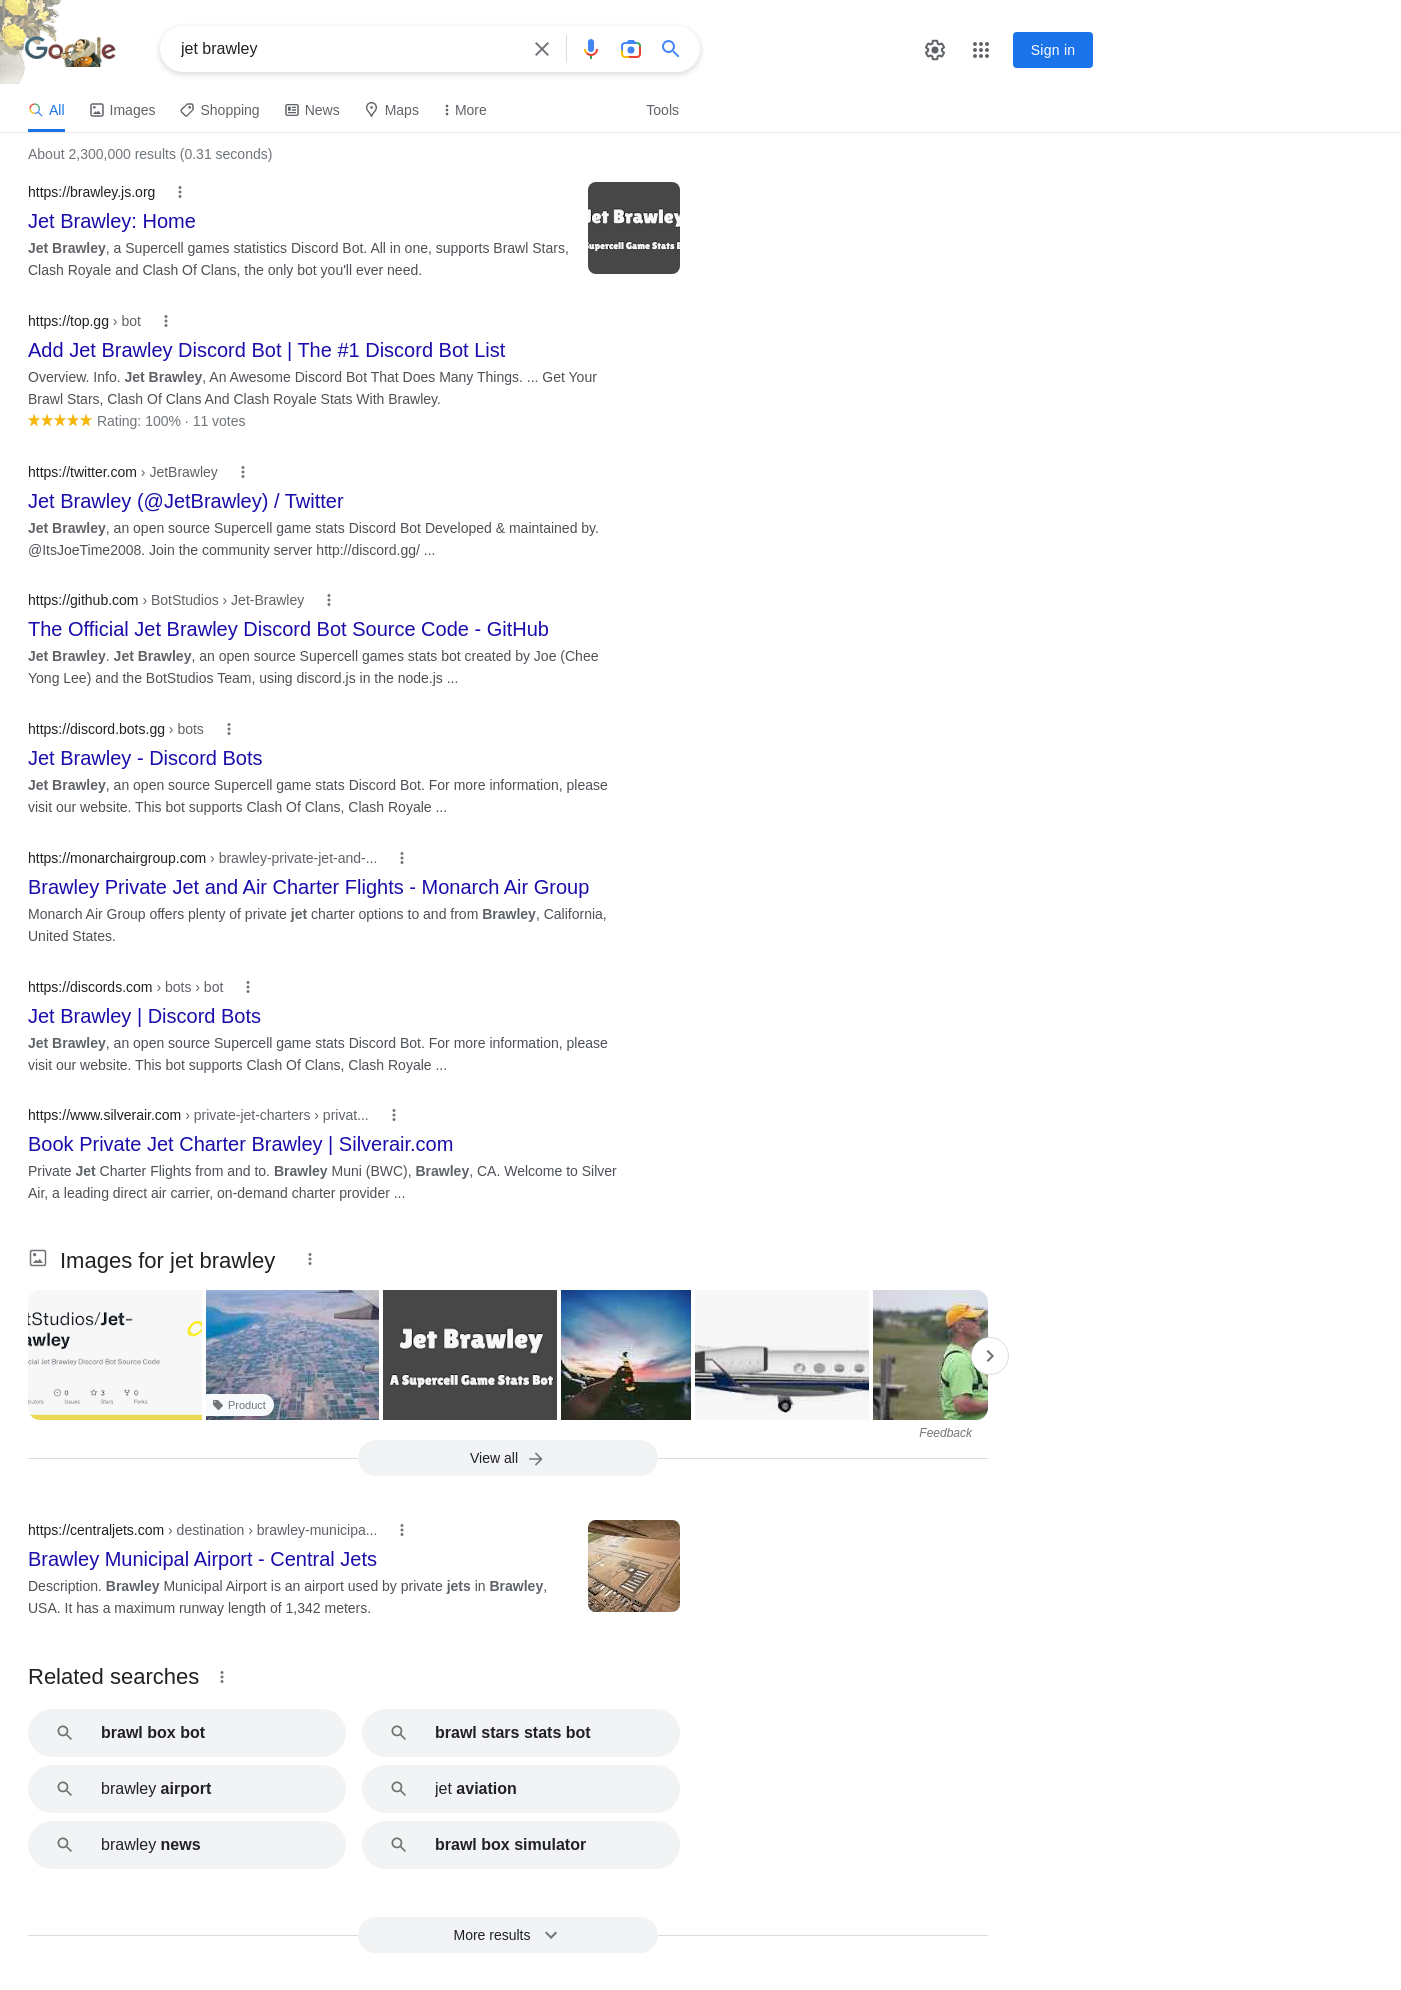 Google
jet brawley
Sign in
All
Images
Shopping
News
Maps
More
Tools
About 2,300,000 results (0.31 seconds)
https://brawley.js.org
Jet Brawley: Home
Jet Brawley, a Supercell games statistics Discord Bot. All in one, supports Brawl Stars,
Clash Royale and Clash Of Clans, the only bot you'll ever need.
Jet Brawley
Supercell Game Stats B
https://top.gg › bot
Add Jet Brawley Discord Bot | The #1 Discord Bot List
Overview. Info. Jet Brawley, An Awesome Discord Bot That Does Many Things. ... Get Your
Brawl Stars, Clash Of Clans And Clash Royale Stats With Brawley.
Rating: 100% · 11 votes
https://twitter.com › JetBrawley
Jet Brawley (@JetBrawley) / Twitter
Jet Brawley, an open source Supercell game stats Discord Bot Developed & maintained by.
@ItsJoeTime2008. Join the community server http://discord.gg/ ...
https://github.com › BotStudios › Jet-Brawley
The Official Jet Brawley Discord Bot Source Code - GitHub
Jet Brawley. Jet Brawley, an open source Supercell games stats bot created by Joe (Chee
Yong Lee) and the BotStudios Team, using discord.js in the node.js ...
https://discord.bots.gg › bots
Jet Brawley - Discord Bots
Jet Brawley, an open source Supercell game stats Discord Bot. For more information, please
visit our website. This bot supports Clash Of Clans, Clash Royale ...
https://monarchairgroup.com › brawley-private-jet-and-...
Brawley Private Jet and Air Charter Flights - Monarch Air Group
Monarch Air Group offers plenty of private jet charter options to and from Brawley, California,
United States.
https://discords.com › bots › bot
Jet Brawley | Discord Bots
Jet Brawley, an open source Supercell game stats Discord Bot. For more information, please
visit our website. This bot supports Clash Of Clans, Clash Royale ...
https://www.silverair.com › private-jet-charters › privat...
Book Private Jet Charter Brawley | Silverair.com
Private Jet Charter Flights from and to. Brawley Muni (BWC), Brawley, CA. Welcome to Silver
Air, a leading direct air carrier, on-demand charter provider ...
Images for jet brawley
tStudios/Jet-
awley
cial Jet Brawley Discord Bot Source Code
0 3 0
butors Issues Stars Forks
Product
Jet Brawley
A Supercell Game Stats Bot
Feedback
View all
https://centraljets.com › destination › brawley-municipa...
Brawley Municipal Airport - Central Jets
Description. Brawley Municipal Airport is an airport used by private jets in Brawley,
USA. It has a maximum runway length of 1,342 meters.
Related searches
brawl box bot
brawl stars stats bot
brawley airport
jet aviation
brawley news
brawl box simulator
More results